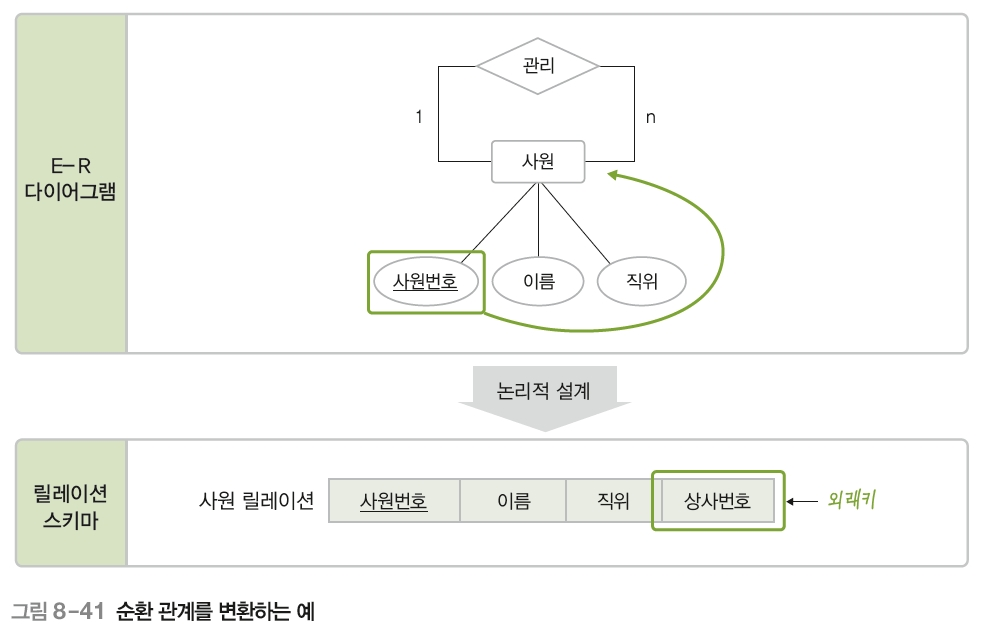 E-R
다이어그램
관리
1
n
사원
사원번호
이름
직위
논리적 설계
릴레이션
스키마
사원 릴레이션
사원번호
이름
직위
상사번호
외래키
그림 8-41 순환 관계를 변환하는 예